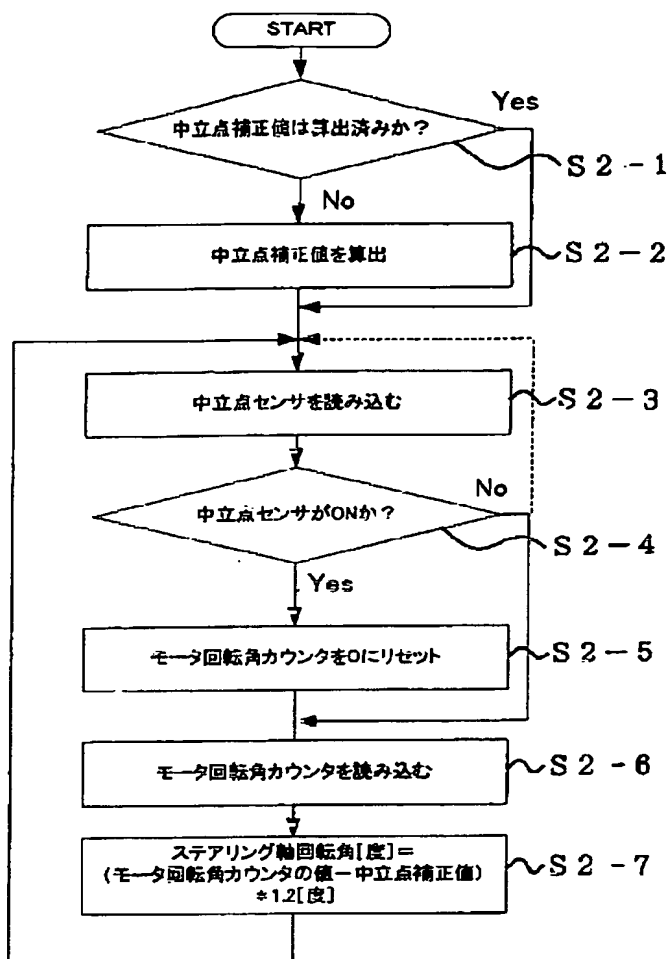 START
中立点補正値は算出済みか？
Yes
S2-1
No
中立点補正値を算出
S2-2
中立点センサを読み込む
S2-3
中立点センサがONか？
No
S2-4
Yes
モータ回転角カウンタを0にリセット
S2-5
モータ回転角カウンタを読み込む
S2-6
ステアリング軸回転角[度]＝
(モータ回転角カウンタの値－中立点補正値)
*1.2[度]
S2-7